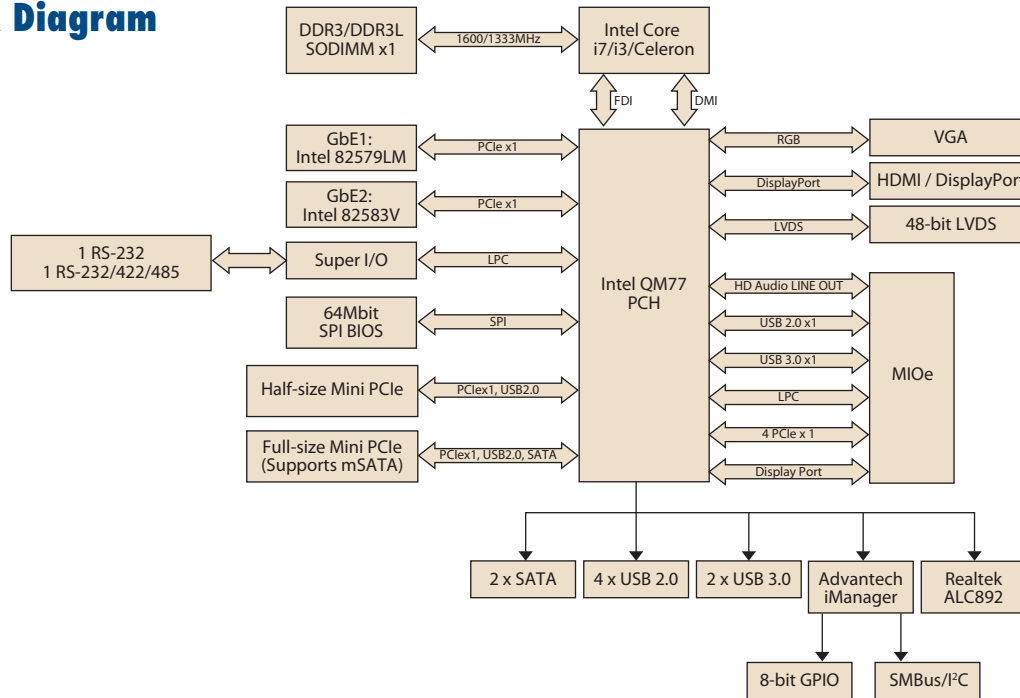 Diagram
DDR3/DDR3L
SODIMM x1
1600/1333MHz
Intel Core
i7/i3/Celeron
FDI
DMI
GbE1:
Intel 82579LM
PCIe x1
GbE2:
Intel 82583V
PCIe x1
1 RS-232
1 RS-232/422/485
Super I/O
LPC
64Mbit
SPI BIOS
SPI
Half-size Mini PCIe
PCIex1, USB2.0
Full-size Mini PCIe
(Supports mSATA)
PCIex1, USB2.0, SATA
Intel QM77
PCH
RGB
VGA
DisplayPort
HDMI / DisplayPort
LVDS
48-bit LVDS
HD Audio LINE OUT
USB 2.0 x1
USB 3.0 x1
LPC
4 PCIe x 1
Display Port
MIOe
2 x SATA
4 x USB 2.0
2 x USB 3.0
Advantech
iManager
Realtek
ALC892
8-bit GPIO
SMBus/I²C